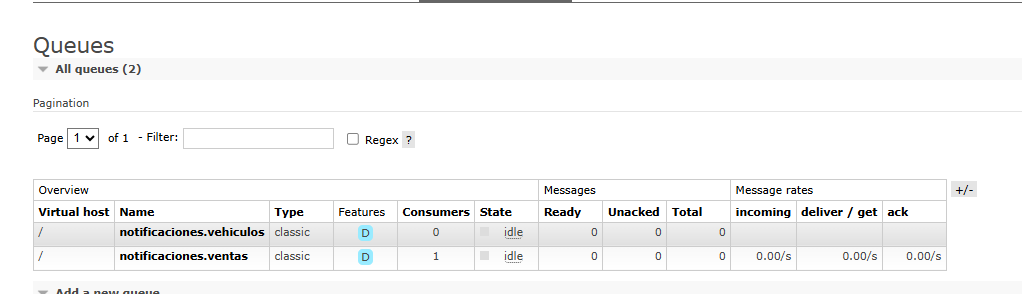 Queues
All queues (2)
Pagination
Page 1 of 1 - Filter: Regex ?
Overview Messages Message rates +/-
Virtual host Name Type Features Consumers State Ready Unacked Total incoming deliver / get ack
/ notificaciones.vehiculos classic D 0 idle 0 0 0
/ notificaciones.ventas classic D 1 idle 0 0 0 0.00/s 0.00/s 0.00/s
Add a new queue